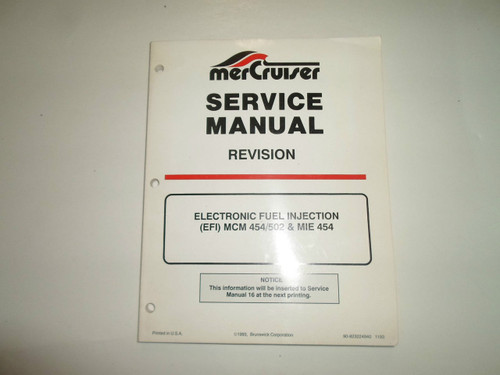 merCruiser
SERVICE
MANUAL
REVISION
ELECTRONIC FUEL INJECTION
(EFI) MCM 454/502 & MIE 454
NOTICE
This information will be inserted to Service
Manual 16 at the next printing.
Printed in U.S.A.
Brunswick Corporation